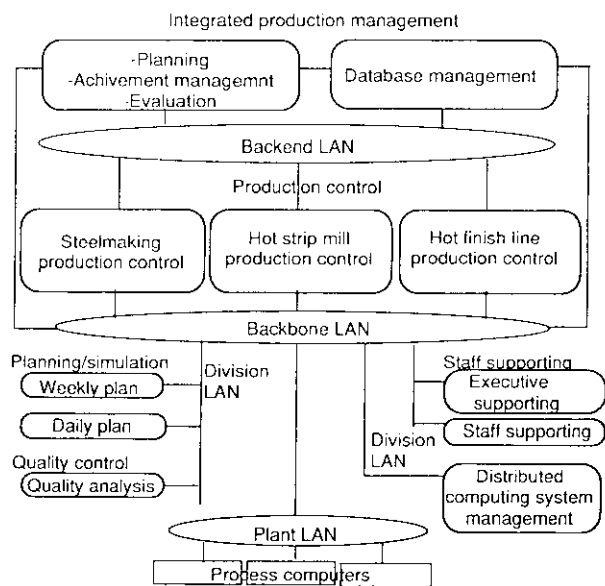 Integrated production management
-Planning
-Achivement managemnt
-Evaluation
Database management
Backend LAN
Production control
Steelmaking
production control
Hot strip mill
production control
Hot finish line
production control
Backbone LAN
Planning/simulation
Weekly plan
Daily plan
Quality control
Quality analysis
Division
LAN
Staff supporting
Executive
supporting
Staff supporting
Division
LAN
Distributed
computing system
management
Plant LAN
Process computers